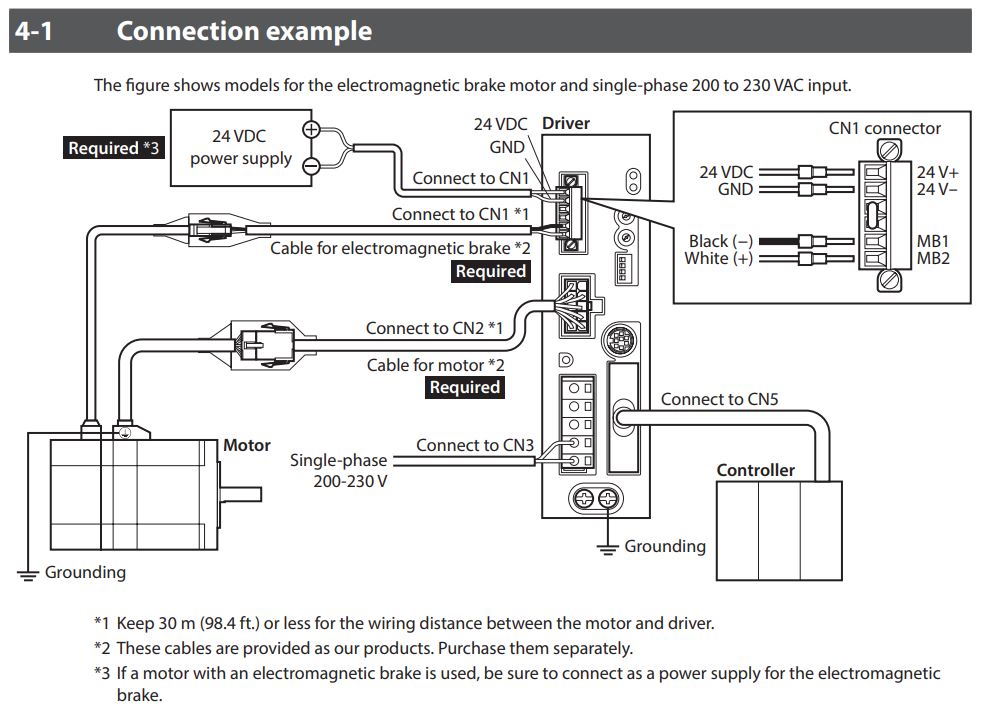 4-1 Connection example
The figure shows models for the electromagnetic brake motor and single-phase 200 to 230 VAC input.
Required *3
24 VDC
power supply
+
−
24 VDC
GND
Driver
Connect to CN1
Connect to CN1 *1
Cable for electromagnetic brake *2
Required
CN1 connector
24 VDC
GND
24 V+
24 V−
Black (−)
White (+)
MB1
MB2
Connect to CN2 *1
Cable for motor *2
Required
Connect to CN5
Motor
Connect to CN3
Single-phase
200-230 V
Controller
Grounding
Grounding
*1 Keep 30 m (98.4 ft.) or less for the wiring distance between the motor and driver.
*2 These cables are provided as our products. Purchase them separately.
*3 If a motor with an electromagnetic brake is used, be sure to connect as a power supply for the electromagnetic
brake.